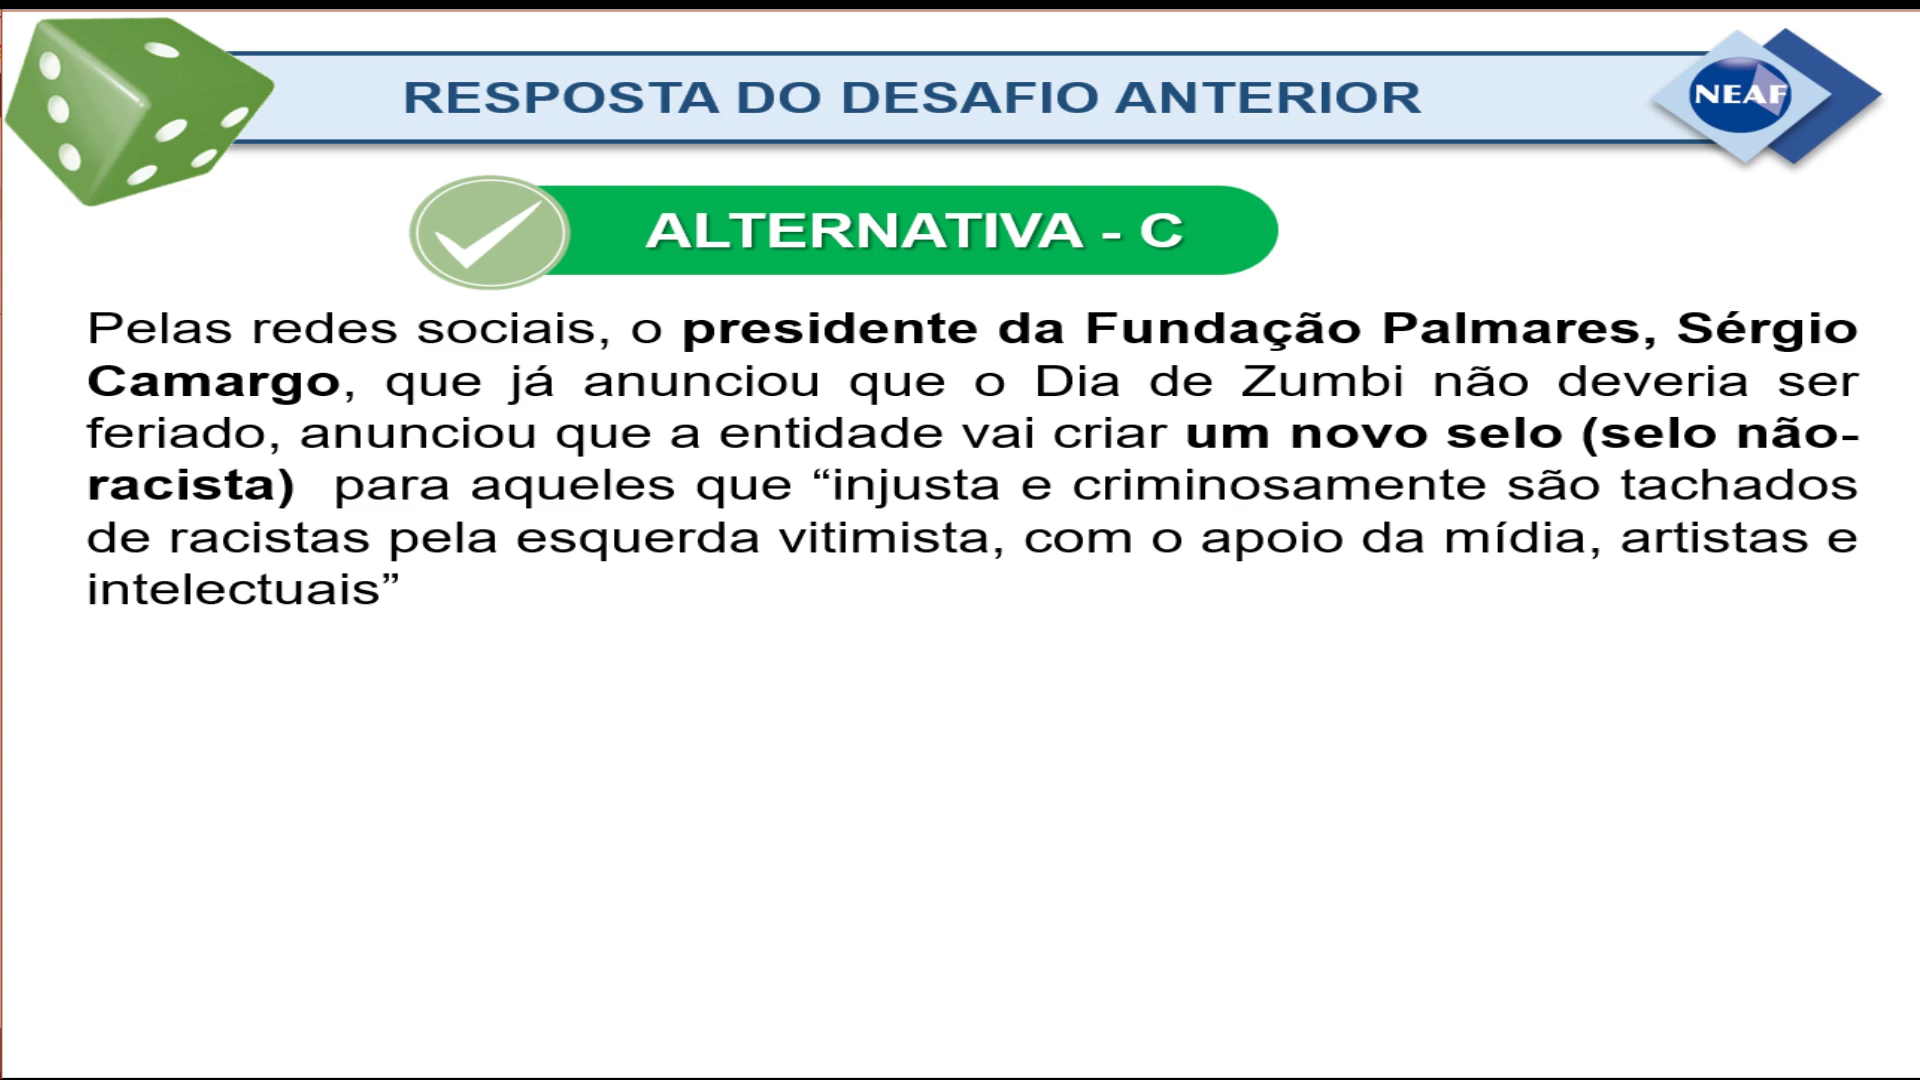 RESPOSTA DO DESAFIO ANTERIOR
NEAF
ALTERNATIVA - C
Pelas redes sociais, o presidente da Fundação Palmares, Sérgio
Camargo, que já anunciou que o Dia de Zumbi não deveria ser
feriado, anunciou que a entidade vai criar um novo selo (selo não-
racista)  para aqueles que “injusta e criminosamente são tachados
de racistas pela esquerda vitimista, com o apoio da mídia, artistas e
intelectuais”